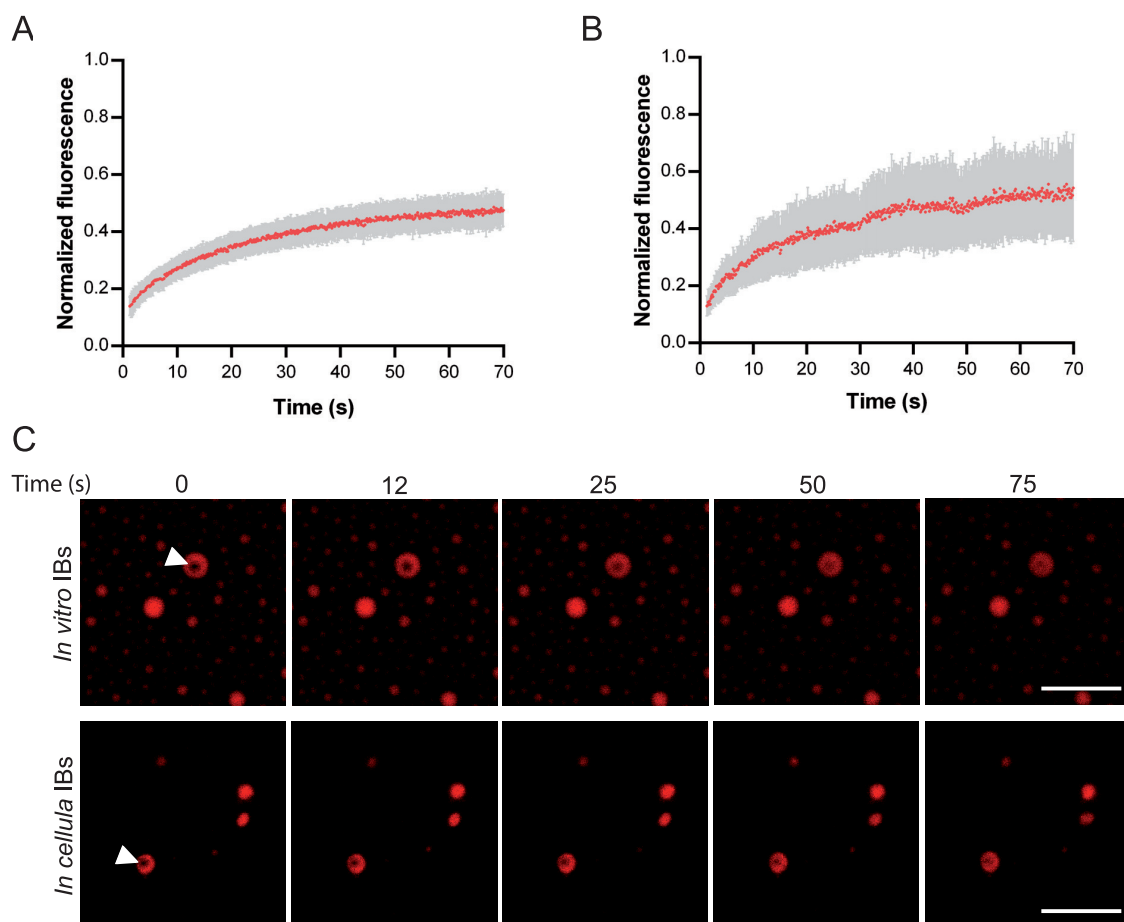 A
B
Normalized fluorescence
1.0
0.8
0.6
0.4
0.2
0.0
0 10 20 30 40 50 60 70
Time (s)
Normalized fluorescence
1.0
0.8
0.6
0.4
0.2
0.0
0 10 20 30 40 50 60 70
Time (s)
C
Time (s) 0 12 25 50 75
In vitro IBs
In cellula IBs